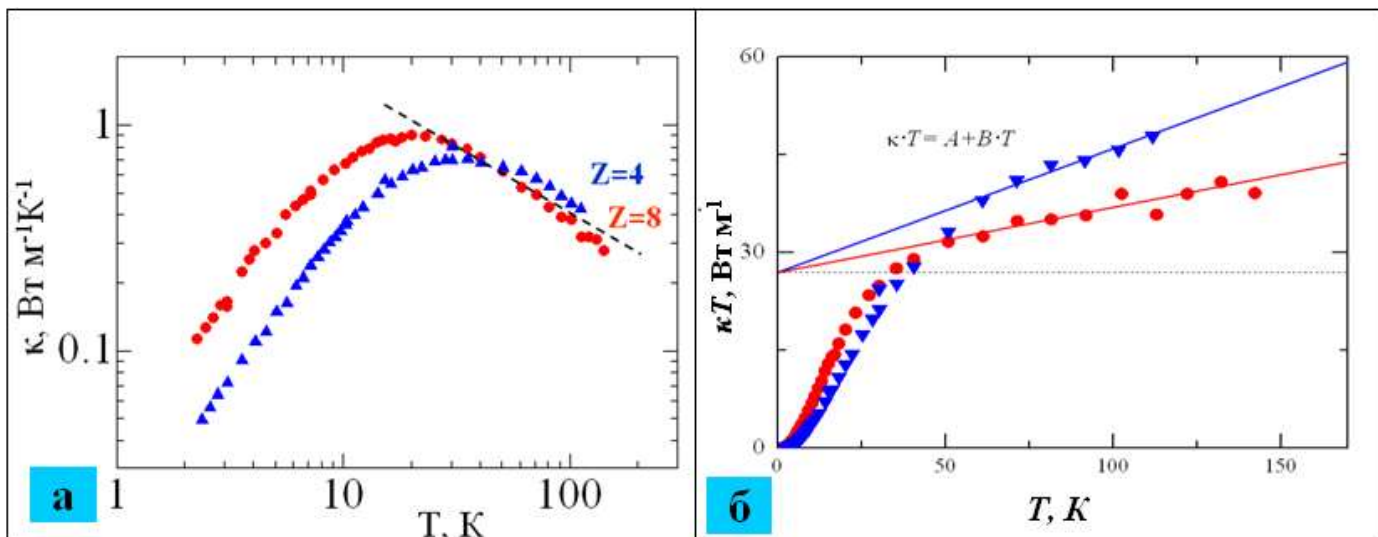 κ, Вт м⁻¹К⁻¹
1
0.1
Z=4
Z=8
1
10
100
T, К
а
60
30
0
κT, Вт м⁻¹
κ·T= A+B·T
0
50
100
150
T, К
б